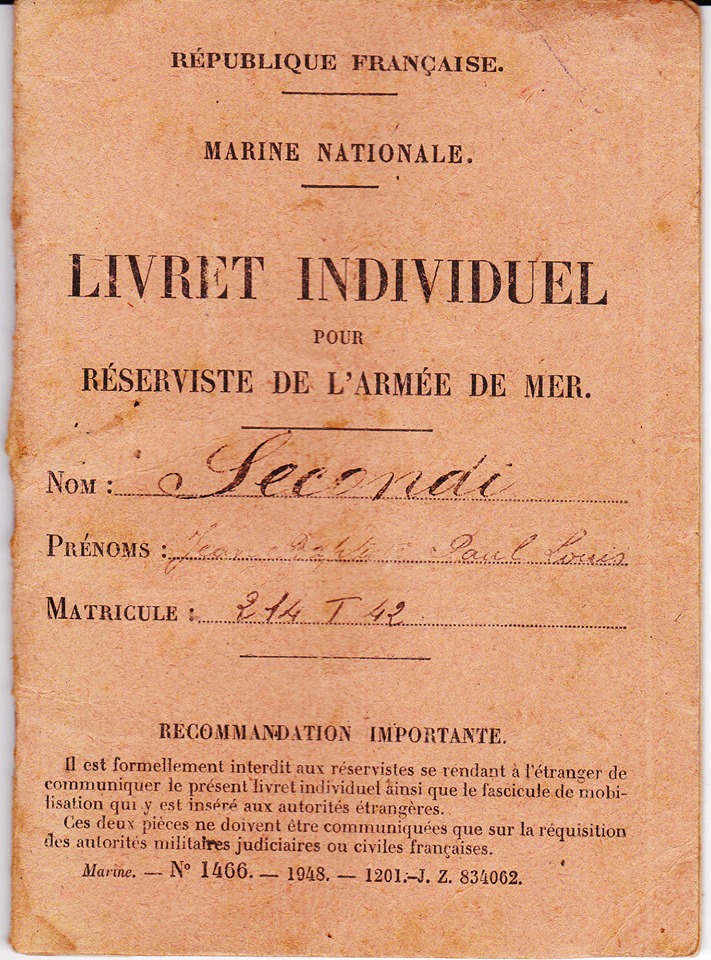 RÉPUBLIQUE FRANÇAISE.
MARINE NATIONALE.
LIVRET INDIVIDUEL
POUR
RÉSERVISTE DE L'ARMÉE DE MER.
NOM : Secondi
PRÉNOMS : Jean Baptiste Paul Louis
MATRICULE : 214 T 42
RECOMMANDATION IMPORTANTE.
Il est formellement interdit aux réservistes se rendant à l'étranger de
communiquer le présent livret individuel ainsi que le fascicule de mobi-
lisation qui y est inséré aux autorités étrangères.
Ces deux pièces ne doivent être communiquées que sur la réquisition
des autorités militaires judiciaires ou civiles françaises.
Marine. — N° 1466. — 1948. — 1201.-J. Z. 834062.